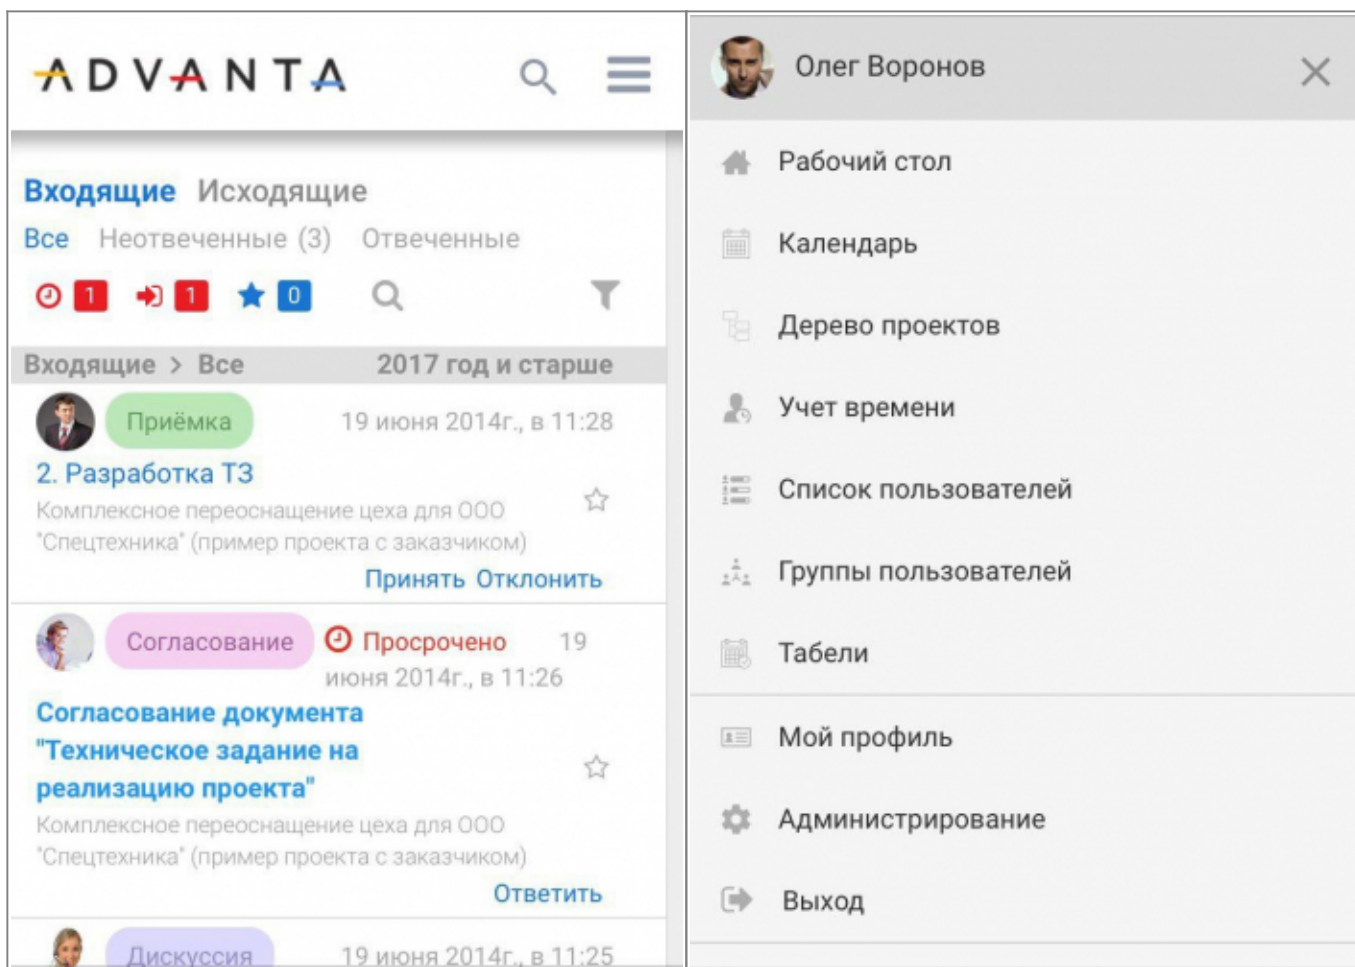 ADVANTA
Входящие Исходящие
Все Неотвеченные (3) Отвеченные
1 1 0
Входящие > Все 2017 год и старше
Приёмка 19 июня 2014г., в 11:28
2. Разработка ТЗ
Комплексное переоснащение цеха для ООО
"Спецтехника" (пример проекта с заказчиком)
Принять Отклонить
Согласование Просрочено 19
июня 2014г., в 11:26
Согласование документа
"Техническое задание на
реализацию проекта"
Комплексное переоснащение цеха для ООО
"Спецтехника" (пример проекта с заказчиком)
Ответить
Дискуссия 19 июня 2014г., в 11:25
Олег Воронов
Рабочий стол
Календарь
Дерево проектов
Учет времени
Список пользователей
Группы пользователей
Табели
Мой профиль
Администрирование
Выход